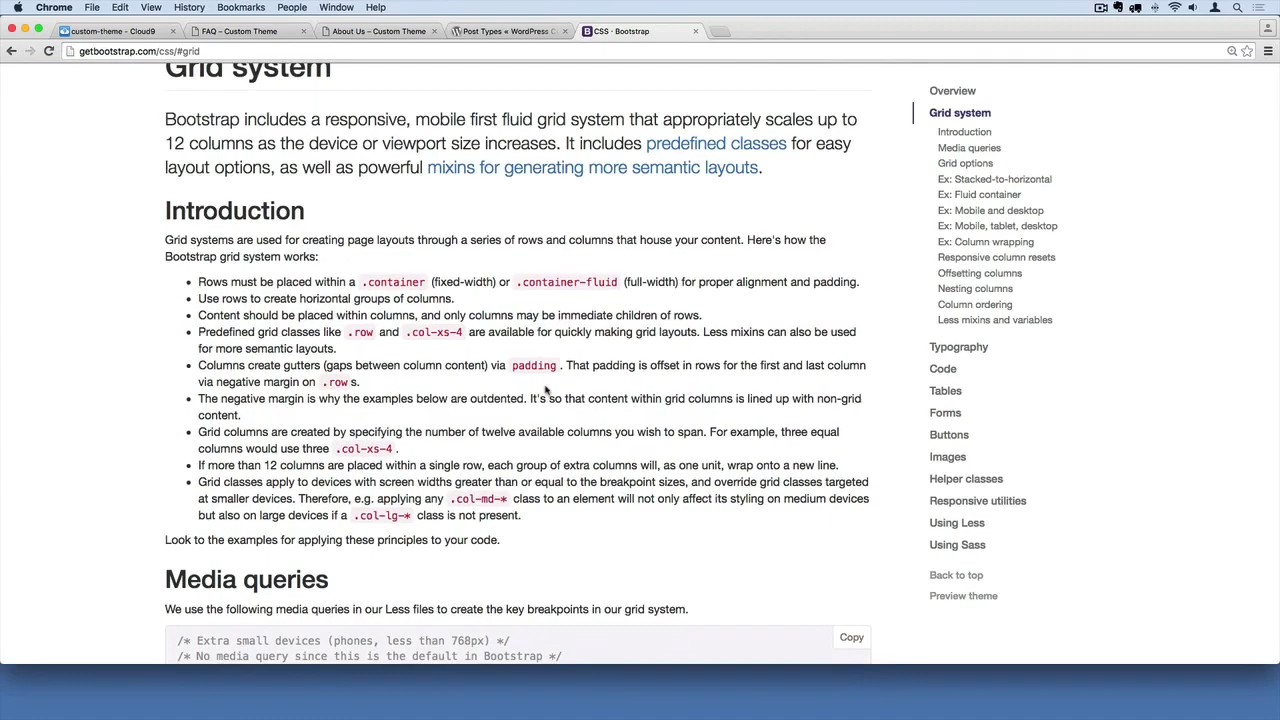 Chrome File Edit View History Bookmarks People Window Help
custom-theme - Cloud9
FAQ – Custom Theme
About Us – Custom Theme
Post Types « WordPress C
CSS · Bootstrap
getbootstrap.com/css/#grid
Grid system
Bootstrap includes a responsive, mobile first fluid grid system that appropriately scales up to
12 columns as the device or viewport size increases. It includes predefined classes for easy
layout options, as well as powerful mixins for generating more semantic layouts.
Introduction
Grid systems are used for creating page layouts through a series of rows and columns that house your content. Here's how the
Bootstrap grid system works:
Rows must be placed within a .container (fixed-width) or .container-fluid (full-width) for proper alignment and padding.
Use rows to create horizontal groups of columns.
Content should be placed within columns, and only columns may be immediate children of rows.
Predefined grid classes like .row and .col-xs-4 are available for quickly making grid layouts. Less mixins can also be used
for more semantic layouts.
Columns create gutters (gaps between column content) via padding . That padding is offset in rows for the first and last column
via negative margin on .row s.
The negative margin is why the examples below are outdented. It's so that content within grid columns is lined up with non-grid
content.
Grid columns are created by specifying the number of twelve available columns you wish to span. For example, three equal
columns would use three .col-xs-4 .
If more than 12 columns are placed within a single row, each group of extra columns will, as one unit, wrap onto a new line.
Grid classes apply to devices with screen widths greater than or equal to the breakpoint sizes, and override grid classes targeted
at smaller devices. Therefore, e.g. applying any .col-md-* class to an element will not only affect its styling on medium devices
but also on large devices if a .col-lg-* class is not present.
Look to the examples for applying these principles to your code.
Media queries
We use the following media queries in our Less files to create the key breakpoints in our grid system.
Copy
/* Extra small devices (phones, less than 768px) */
/* No media query since this is the default in Bootstrap */
Overview
Grid system
Introduction
Media queries
Grid options
Ex: Stacked-to-horizontal
Ex: Fluid container
Ex: Mobile and desktop
Ex: Mobile, tablet, desktop
Ex: Column wrapping
Responsive column resets
Offsetting columns
Nesting columns
Column ordering
Less mixins and variables
Typography
Code
Tables
Forms
Buttons
Images
Helper classes
Responsive utilities
Using Less
Using Sass
Back to top
Preview theme